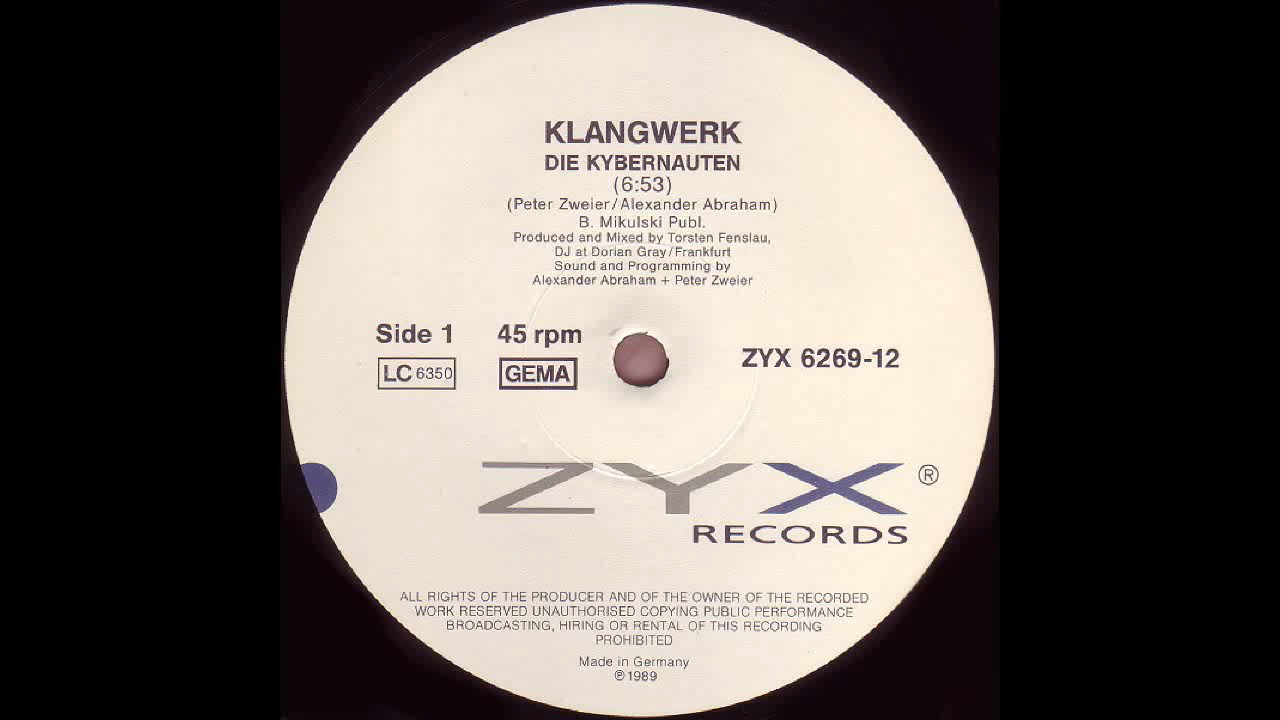 KLANGWERK
DIE KYBERNAUTEN
(6:53)
(Peter Zweier/Alexander Abraham)
B. Mikulski Publ.
Produced and Mixed by Torsten Fenslau,
DJ at Dorian Gray/Frankfurt
Sound and Programming by
Alexander Abraham + Peter Zweier
Side 1 45 rpm
LC 6350 GEMA
ZYX 6269-12
ZYX ®
RECORDS
ALL RIGHTS OF THE PRODUCER AND OF THE OWNER OF THE RECORDED
WORK RESERVED UNAUTHORISED COPYING PUBLIC PERFORMANCE
BROADCASTING, HIRING OR RENTAL OF THIS RECORDING
PROHIBITED
Made in Germany
℗1989